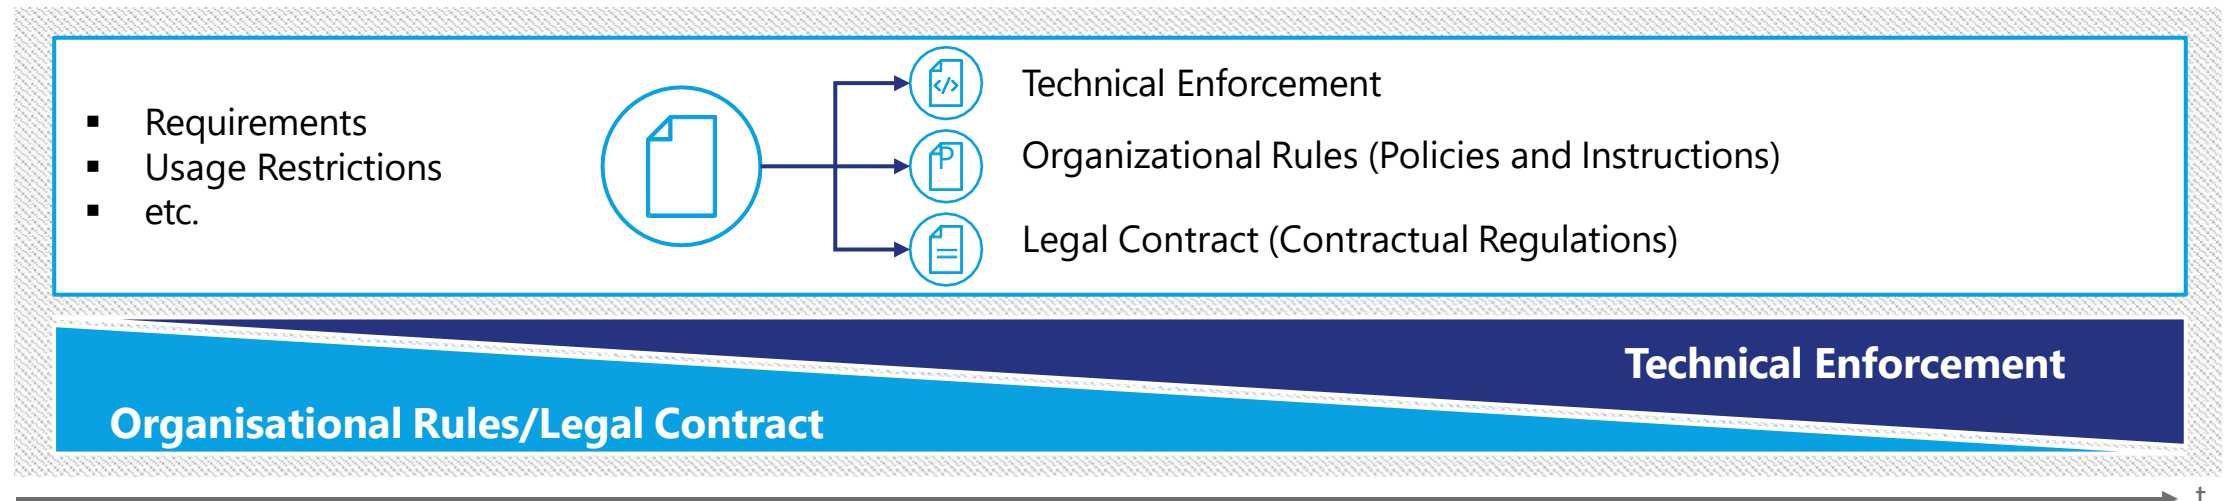 ▪ Requirements
▪ Usage Restrictions
▪ etc.
</>
Technical Enforcement
P
Organizational Rules (Policies and Instructions)
Legal Contract (Contractual Regulations)
Technical Enforcement
Organisational Rules/Legal Contract
t